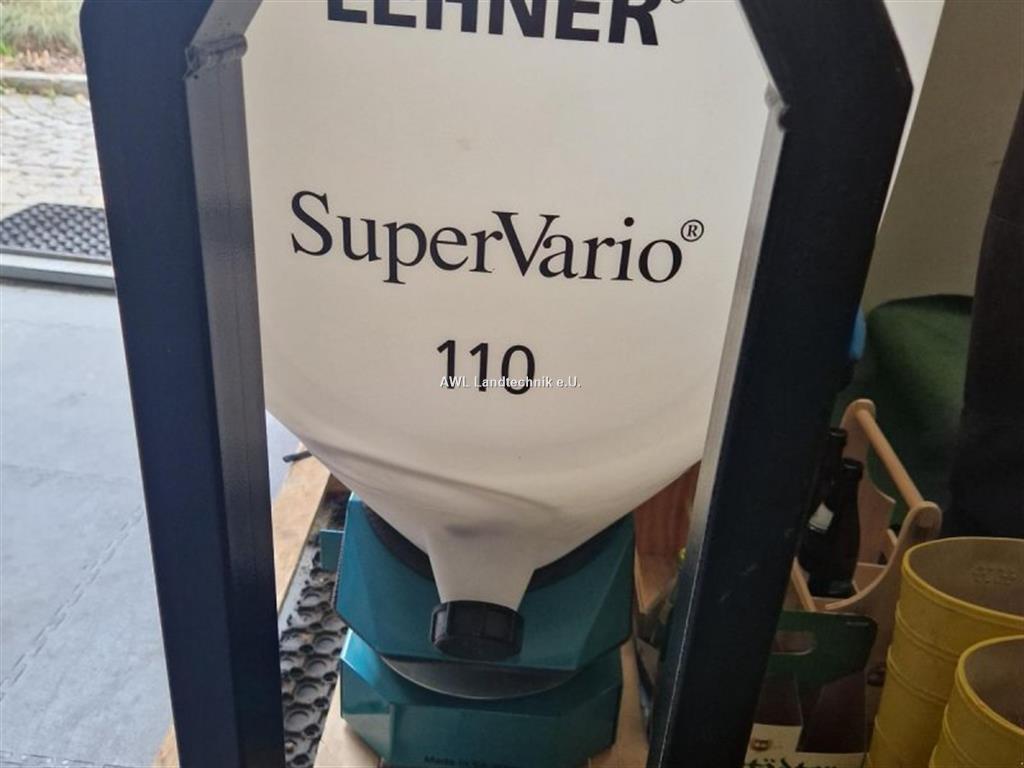 LEHNER®
SuperVario®
110
AWL Landtechnik e.U.